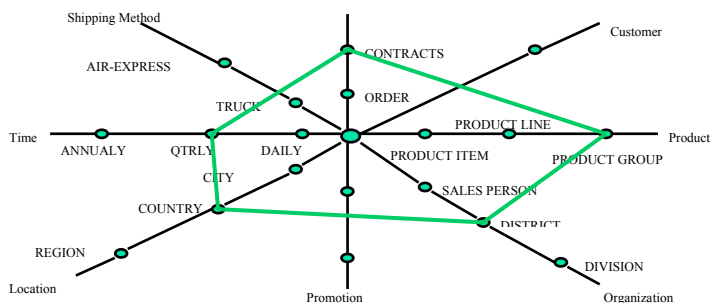 Shipping Method
Customer
CONTRACTS
AIR-EXPRESS
ORDER
TRUCK
PRODUCT LINE
Time
Product
ANNUALY
QTRLY
DAILY
PRODUCT ITEM
PRODUCT GROUP
CITY
SALES PERSON
COUNTRY
DISTRICT
REGION
DIVISION
Location
Promotion
Organization